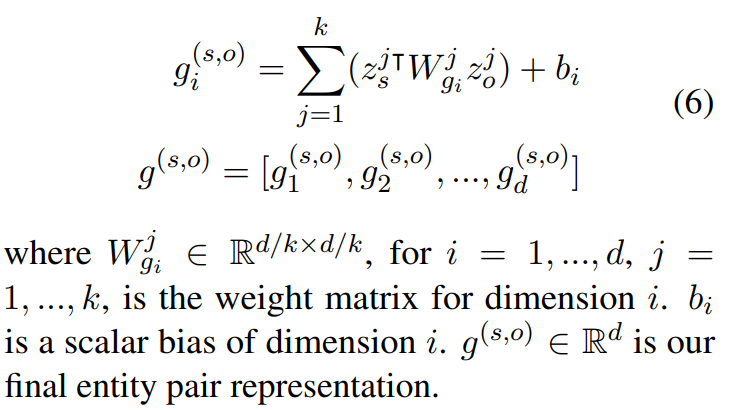 g_i^{(s,o)} = \sum_{j=1}^{k} (z_s^{j⊺} W_{g_i}^{j} z_o^{j}) + b_i
(6)
g^{(s,o)} = [g_1^{(s,o)}, g_2^{(s,o)}, ..., g_d^{(s,o)}]
where W_{g_i}^{j} ∈ ℝ^{d/k×d/k}, for i = 1, ..., d, j =
1, ..., k, is the weight matrix for dimension i. b_i
is a scalar bias of dimension i. g^{(s,o)} ∈ ℝ^d is our
final entity pair representation.